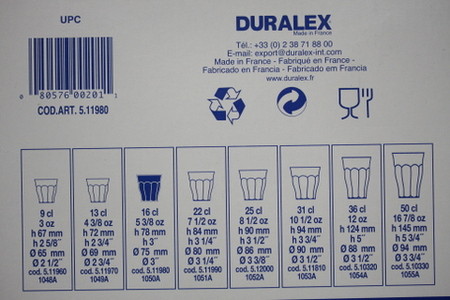 UPC
0 80576 00201 1
COD.ART. 5.11980
DURALEX
Made in France
Tél.: +33 (0) 2 38 71 88 00
E.mail: export@duralex-int.com
Made in France - Fabriqué en France -
Fabricado en Francia - Fabricado em França
www.duralex.fr
9 cl
3 oz
h 67 mm
h 2 5/8"
Ø 65 mm
Ø 2 1/2"
cod. 5.11960
1048A
13 cl
4 3/8 oz
h 72 mm
h 2 3/4"
Ø 69 mm
Ø 2 3/4"
cod. 5.11970
1049A
16 cl
5 3/8 oz
h 78 mm
h 3"
Ø 75 mm
Ø 3"
cod. 5.11980
1050A
22 cl
7 1/2 oz
h 84 mm
h 3 1/4"
Ø 80 mm
Ø 3 1/4"
cod. 5.11990
1051A
25 cl
8 1/2 oz
h 90 mm
h 3 1/2"
Ø 86 mm
Ø 3 3/8"
cod. 5.12000
1052A
31 cl
10 1/2 oz
h 94 mm
h 3 3/4"
Ø 90 mm
cod. 5.11810
1053A
36 cl
12 oz
h 124 mm
h 5"
Ø 88 mm
cod. 5.10320
1054A
50 cl
16 7/8 oz
h 145 mm
h 5 3/4"
Ø 94 mm
cod. 5.10330
1055A